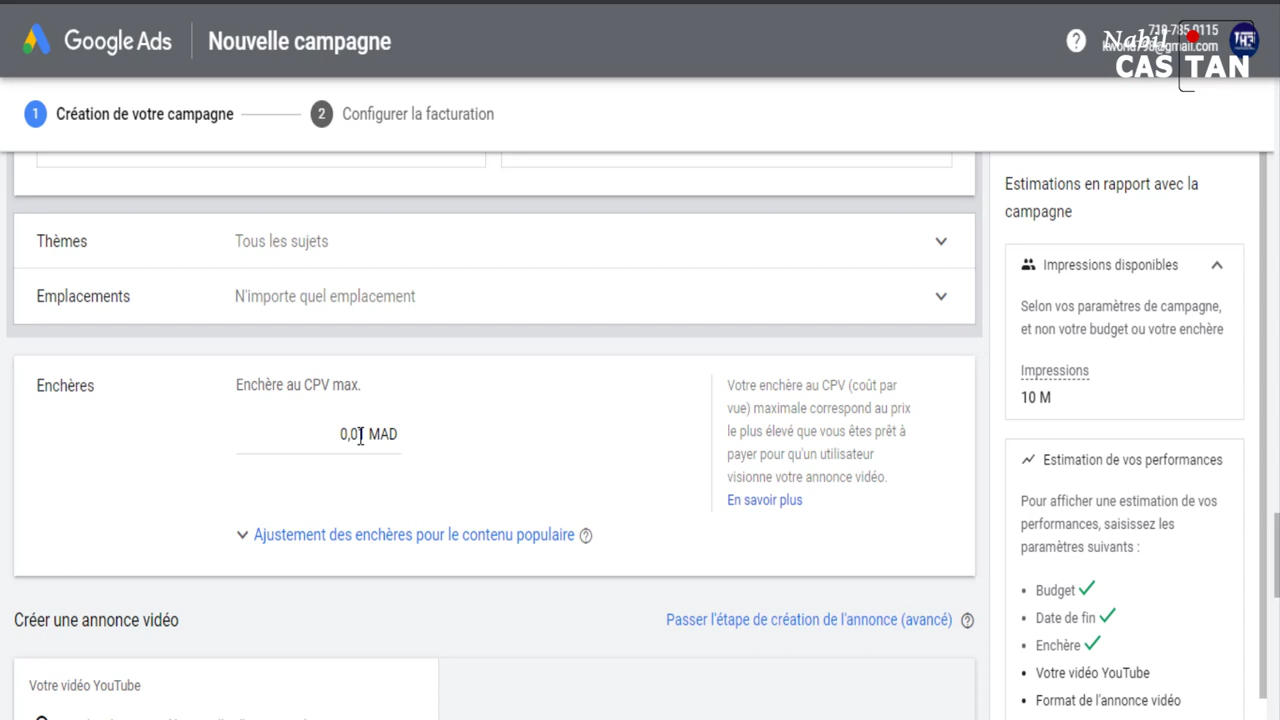 Google Ads
Nouvelle campagne
Nabil
CAS TAN
1 Création de votre campagne
2 Configurer la facturation
Thèmes
Tous les sujets
Emplacements
N'importe quel emplacement
Enchères
Enchère au CPV max.
MAD
Votre enchère au CPV (coût par
vue) maximale correspond au prix
le plus élevé que vous êtes prêt à
payer pour qu'un utilisateur
visionne votre annonce vidéo.
En savoir plus
Ajustement des enchères pour le contenu populaire
Créer une annonce vidéo
Passer l'étape de création de l'annonce (avancé)
Votre vidéo YouTube
Estimations en rapport avec la
campagne
Impressions disponibles
Selon vos paramètres de campagne,
et non votre budget ou votre enchère
Impressions
10 M
Estimation de vos performances
Pour afficher une estimation de vos
performances, saisissez les
paramètres suivants :
• Budget
• Date de fin
• Enchère
• Votre vidéo YouTube
• Format de l'annonce vidéo